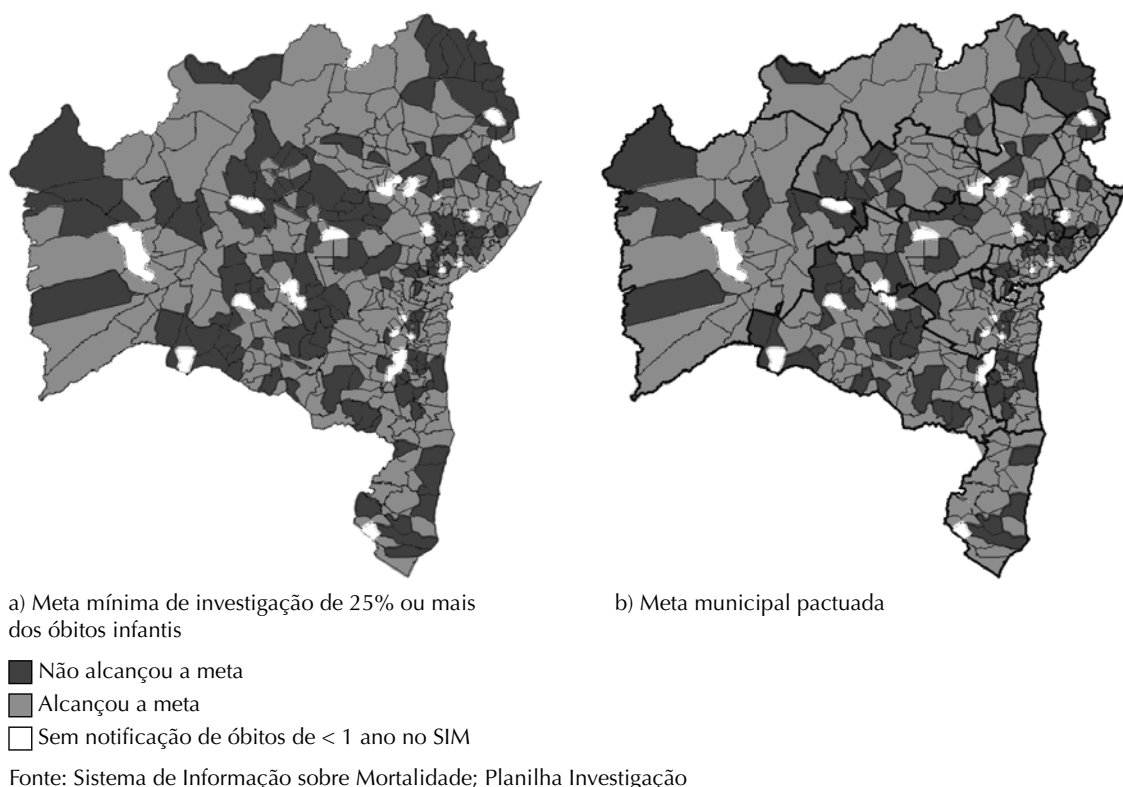 a) Meta mínima de investigação de 25% ou mais
dos óbitos infantis
b) Meta municipal pactuada
Não alcançou a meta
Alcançou a meta
Sem notificação de óbitos de < 1 ano no SIM
Fonte: Sistema de Informação sobre Mortalidade; Planilha Investigação